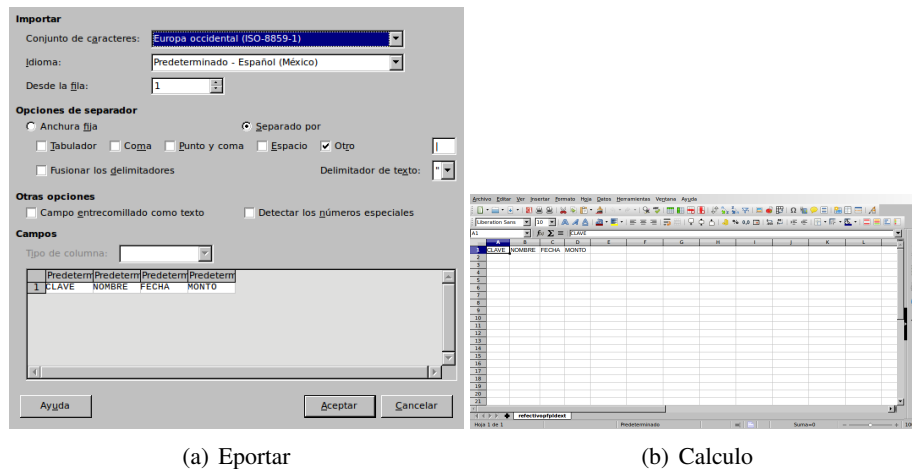 Importar
Conjunto de caracteres: Europa occidental (ISO-8859-1)
Idioma: Predeterminado - Español (México)
Desde la fila: 1
Opciones de separador
Anchura fija Separado por
Tabulador Coma Punto y coma Espacio Otro |
Fusionar los delimitadores Delimitador de texto: "
Otras opciones
Campo entrecomillado como texto Detectar los números especiales
Campos
Tipo de columna:
Predeterm Predeterm Predeterm Predeterm
1 CLAVE NOMBRE FECHA MONTO
Ayuda Aceptar Cancelar
Archivo Editar Ver Insertar Formato Hoja Datos Herramientas Ventana Ayuda
Liberation Sans 10
A1 CLAVE
A B C D E F G H I J K L
1 CLAVE NOMBRE FECHA MONTO
2
3
4
5
6
7
8
9
10
11
12
13
14
15
16
17
18
19
20
21
refectivopfpldext
Hoja 1 de 1 Predeterminado Suma=0
(a) Eportar
(b) Calculo